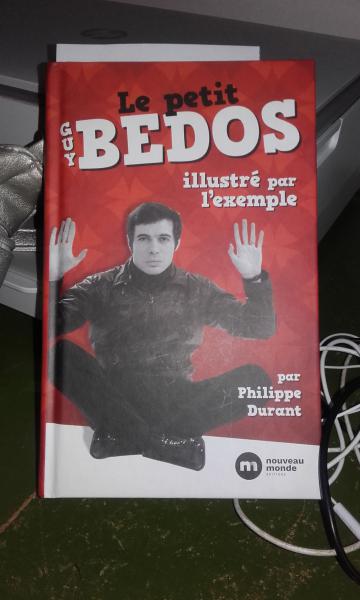 Le petit
GUY
BEDOS
illustré par
l'exemple
par
Philippe
Durant
m
nouveau
monde
éditions